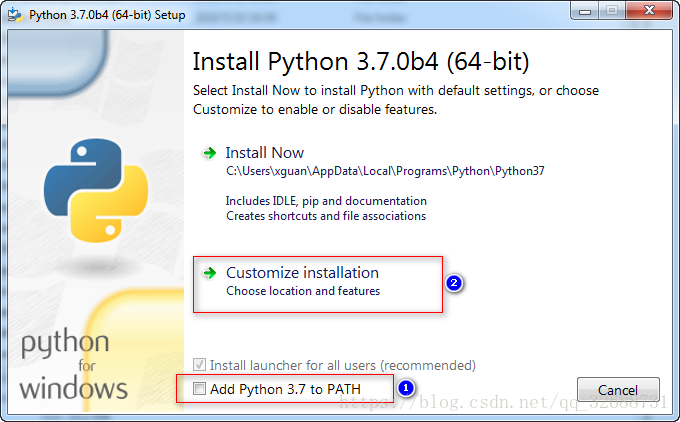 Python 3.7.0b4 (64-bit) Setup
Install Python 3.7.0b4 (64-bit)
Select Install Now to install Python with default settings, or choose
Customize to enable or disable features.
Install Now
C:\Users\xguan\AppData\Local\Programs\Python\Python37
Includes IDLE, pip and documentation
Creates shortcuts and file associations
Customize installation
Choose location and features
2
python
for
windows
Install launcher for all users (recommended)
Add Python 3.7 to PATH
1
Cancel
https://blog.csdn.net/qq_32088731